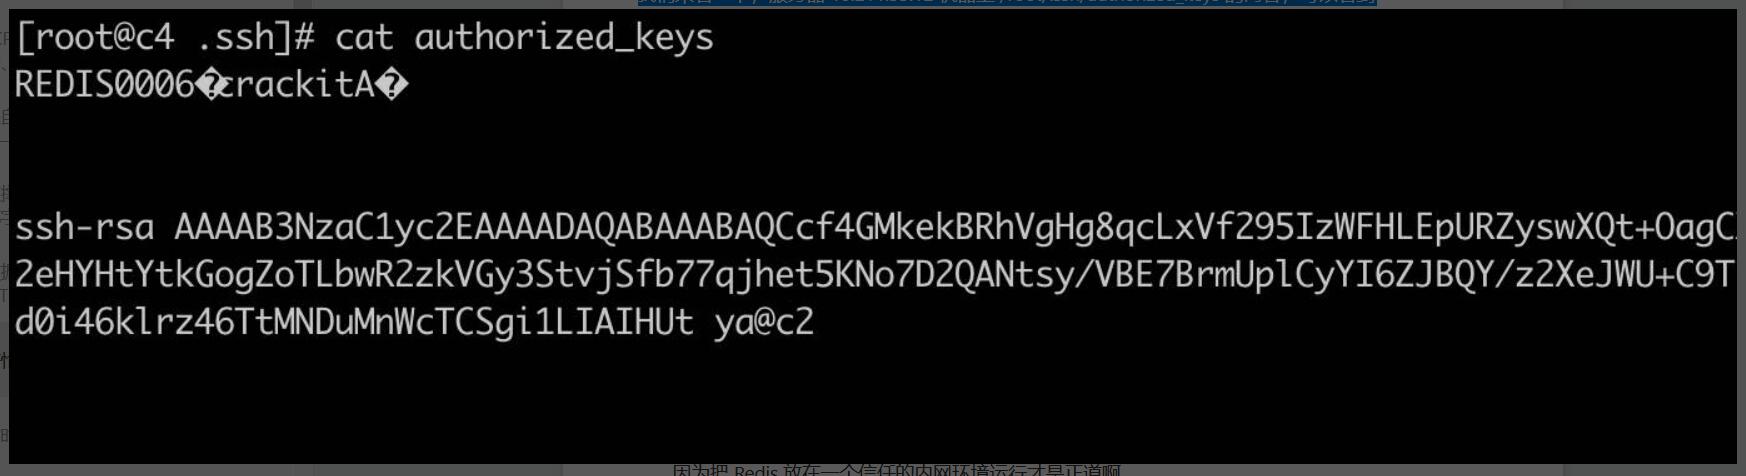 [root@c4 .ssh]# cat authorized_keys
REDIS0006�crackitA�
ssh-rsa AAAAB3NzaC1yc2EAAAADAQABAAABAQCcf4GMkekBRhVgHg8qcLxVf295IzWFHLEpURZyswXQt+OagC
2eHYHtYtkGogZoTLbwR2zkVGy3StvjSfb77qjhet5KNo7D2QANtsy/VBE7BrmUplCyYI6ZJBQY/z2XeJWU+C9T
d0i46klrz46TtMNDuMnWcTCSgi1LIAIHUt ya@c2
因为把 Redis 放在一个信任的内网环境运行才是正道啊